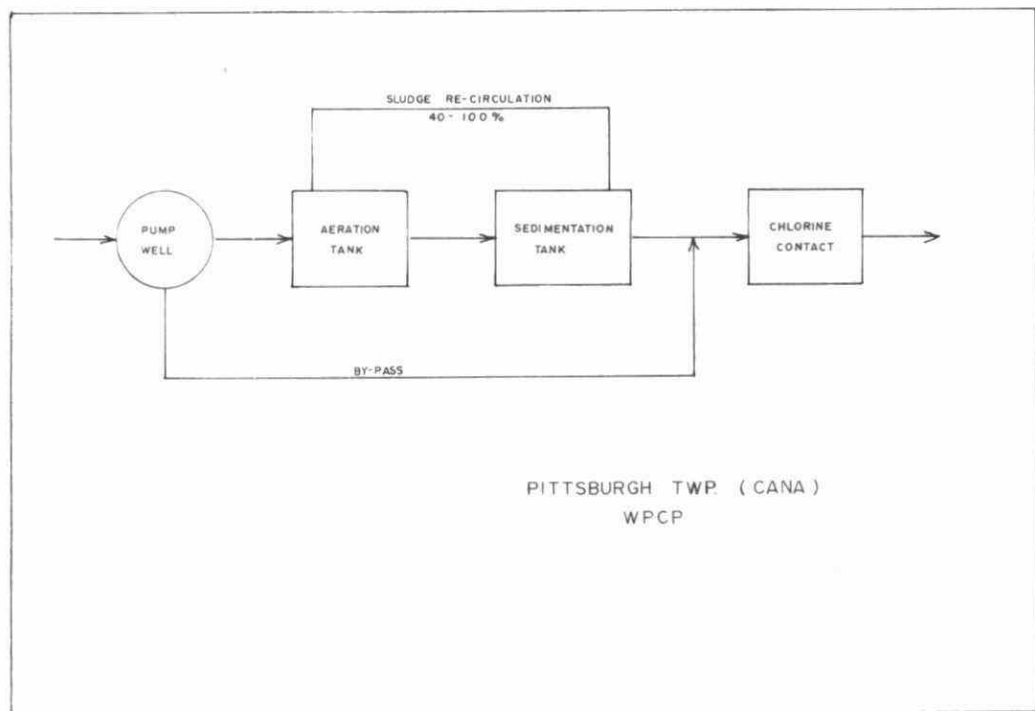 SLUDGE RE-CIRCULATION
40-100%
PUMP
WELL
AERATION
TANK
SEDIMENTATION
TANK
CHLORINE
CONTACT
BY-PASS
PITTSBURGH TWP. (CANA)
WPCP